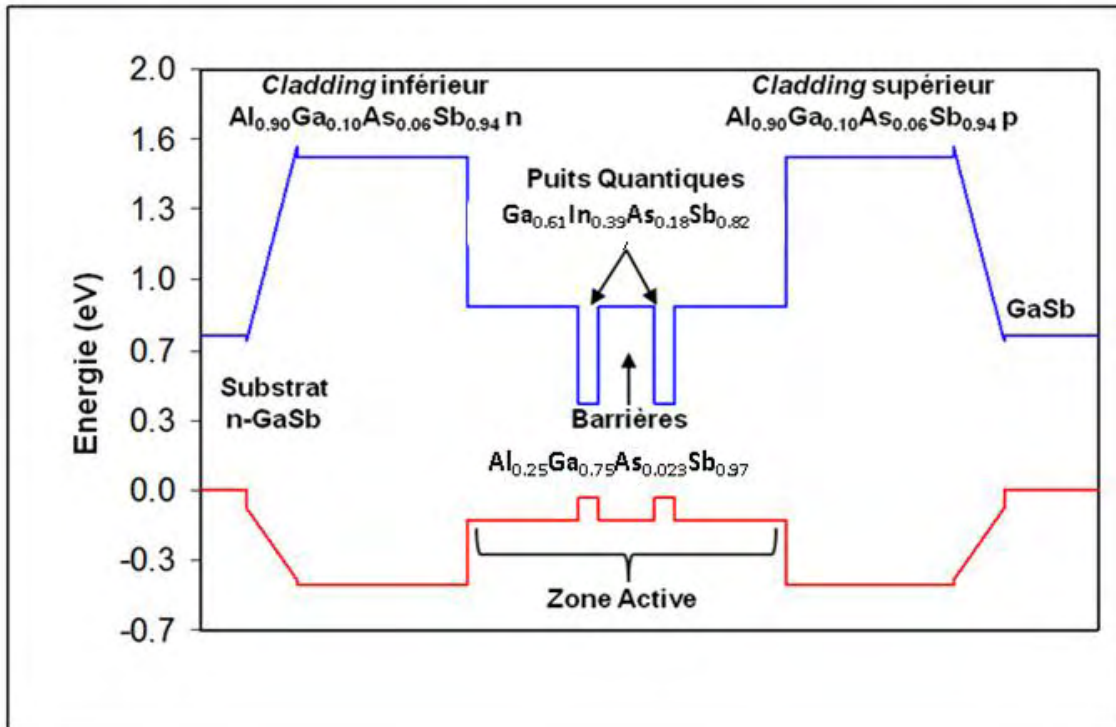 2.0
1.6
1.3
1.0
0.7
0.3
0.0
-0.3
-0.7
Energie (eV)
Cladding inférieur
Al0.90Ga0.10As0.06Sb0.94 n
Cladding supérieur
Al0.90Ga0.10As0.06Sb0.94 p
Puits Quantiques
Ga0.61In0.39As0.18Sb0.82
GaSb
Substrat
n-GaSb
Barrières
Al0.25Ga0.75As0.023Sb0.97
Zone Active